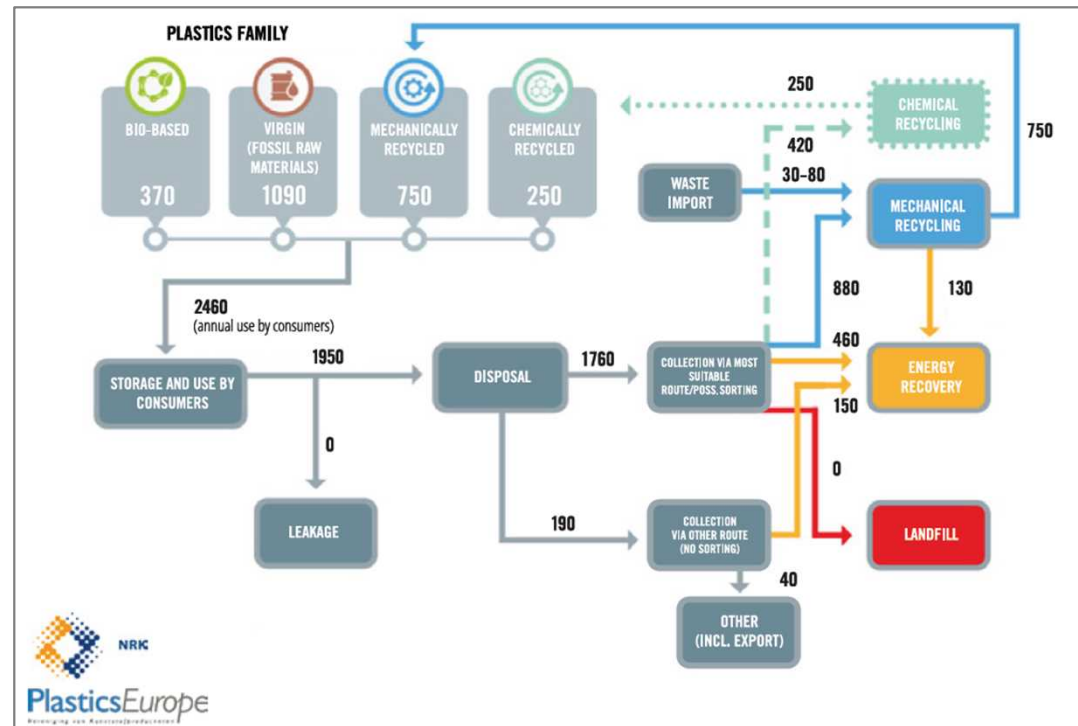 PLASTICS FAMILY
BIO-BASED
370
VIRGIN
(FOSSIL RAW
MATERIALS)
1090
MECHANICALLY
RECYCLED
750
CHEMICALLY
RECYCLED
250
250
CHEMICAL
RECYCLING
420
750
WASTE
IMPORT
30–80
MECHANICAL
RECYCLING
880
130
2460
(annual use by consumers)
STORAGE AND USE BY
CONSUMERS
1950
DISPOSAL
1760
COLLECTION VIA MOST
SUITABLE
ROUTE/POSS. SORTING
460
150
ENERGY
RECOVERY
0
LEAKAGE
190
COLLECTION
VIA OTHER ROUTE
(NO SORTING)
0
LANDFILL
40
OTHER
(INCL. EXPORT)
NRK
PlasticsEurope
Vereniging van Kunststofproducenten